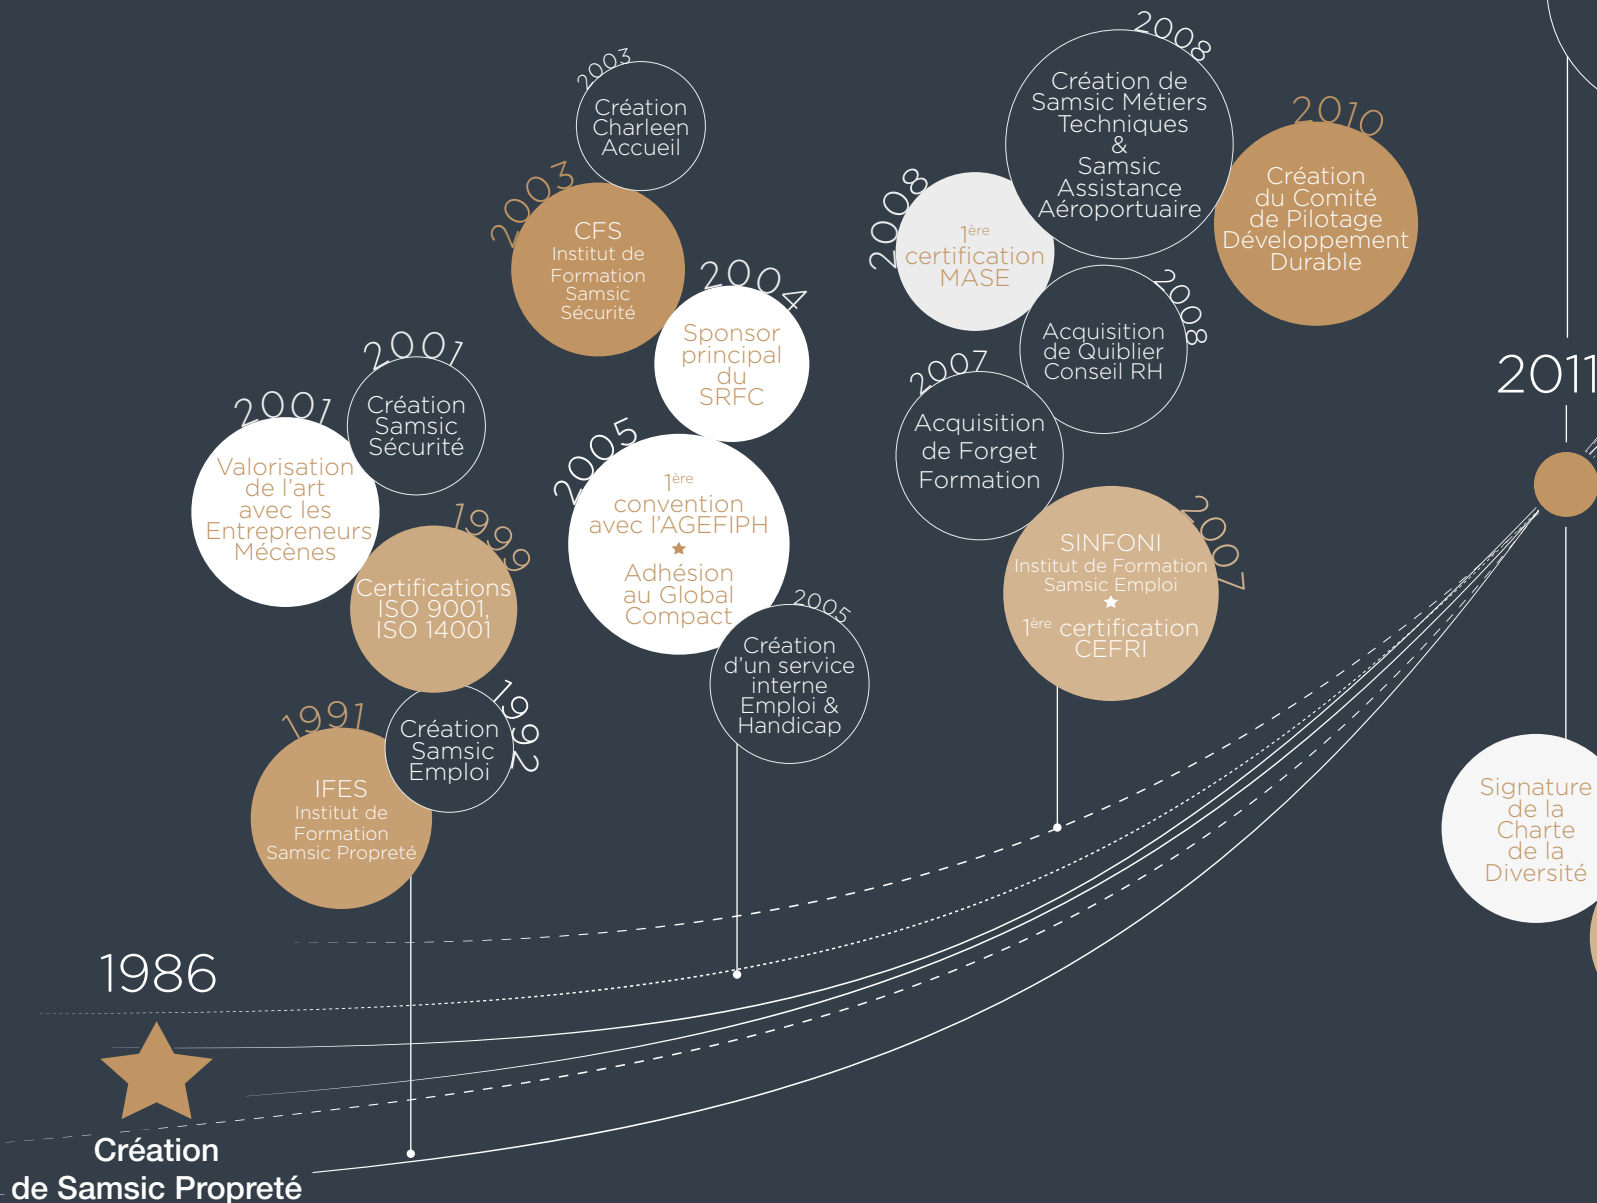 1986
Création
de Samsic Propreté
1991
IFES
Institut de
Formation
Samsic Propreté
1992
Création
Samsic
Emploi
1999
Certifications
ISO 9001,
ISO 14001
2001
Valorisation
de l'art
avec les
Entrepreneurs
Mécènes
2001
Création
Samsic
Sécurité
2003
CFS
Institut de
Formation
Samsic
Sécurité
2003
Création
Charleen
Accueil
2004
Sponsor
principal
du
SRFC
2005
1ère
convention
avec l'AGEFIPH
Adhésion
au Global
Compact
2005
Création
d'un service
interne
Emploi &
Handicap
2007
Acquisition
de Forget
Formation
2007
SINFONI
Institut de Formation
Samsic Emploi
1ère certification
CEFRI
2008
1ère
certification
MASE
2008
Création de
Samsic Métiers
Techniques
&
Samsic
Assistance
Aéroportuaire
2008
Acquisition
de Quiblier
Conseil RH
2010
Création
du Comité
de Pilotage
Développement
Durable
2011
Signature
de la
Charte
de la
Diversité